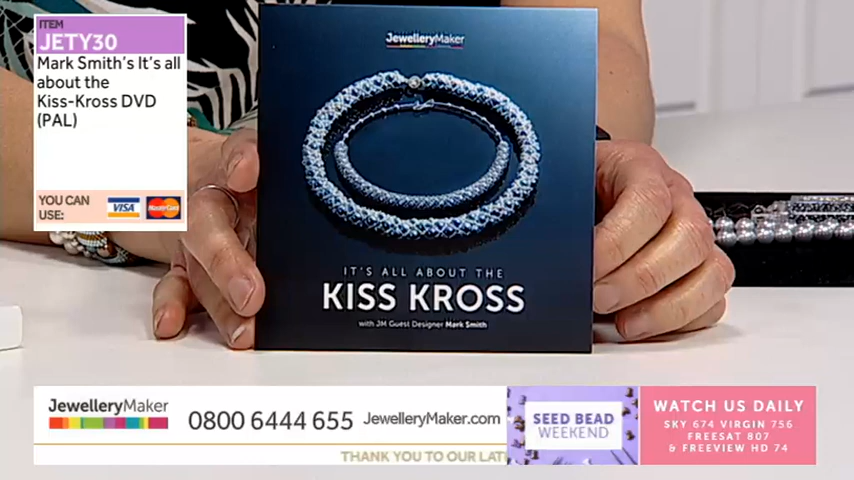 ITEM
JETY30
Mark Smith's It's all
about the
Kiss-Kross DVD
(PAL)
YOU CAN
USE:
VISA
MasterCard
JewelleryMaker
IT'S ALL ABOUT THE
KISS KROSS
with JM Guest Designer Mark Smith
JewelleryMaker
0800 6444 655
JewelleryMaker.com
THANK YOU TO OUR LAT
SEED BEAD
WEEKEND
WATCH US DAILY
SKY 674 VIRGIN 756
FREESAT 807
& FREEVIEW HD 74